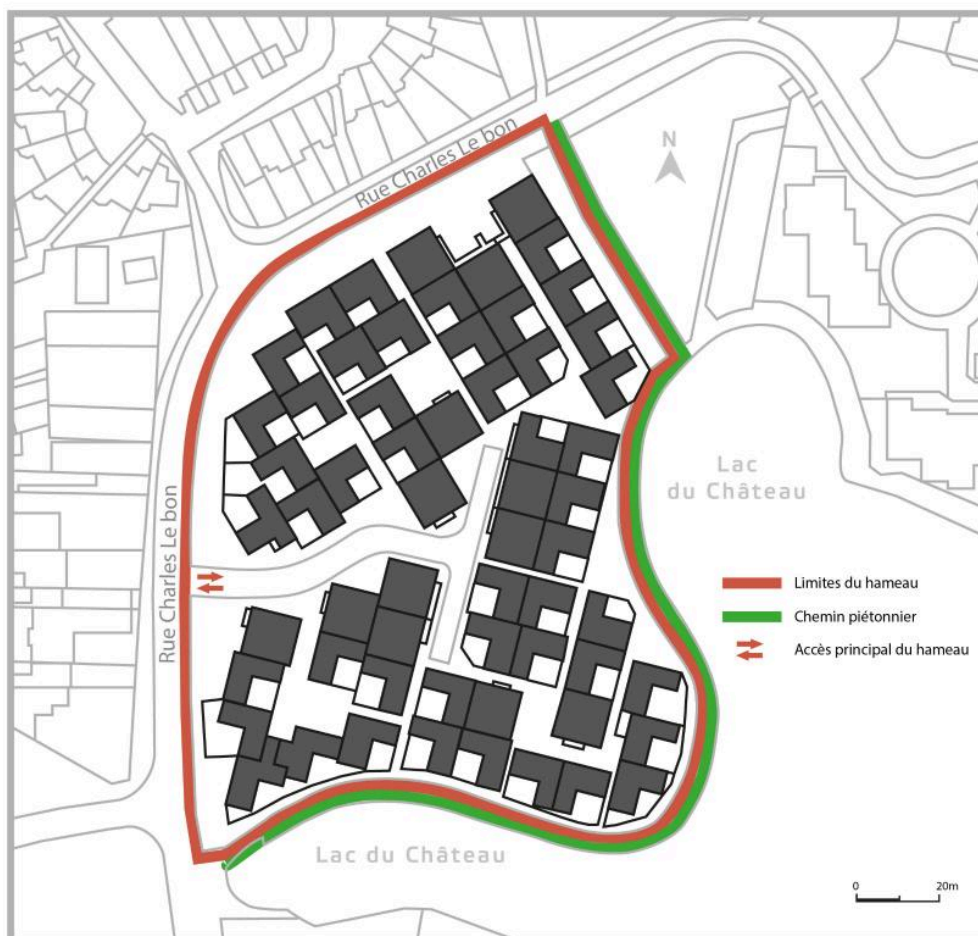 Rue Charles Le bon
N
Lac
du Château
Rue Charles Le bon
Limites du hameau
Chemin piétonnier
Accès principal du hameau
Lac du Château
0 20m